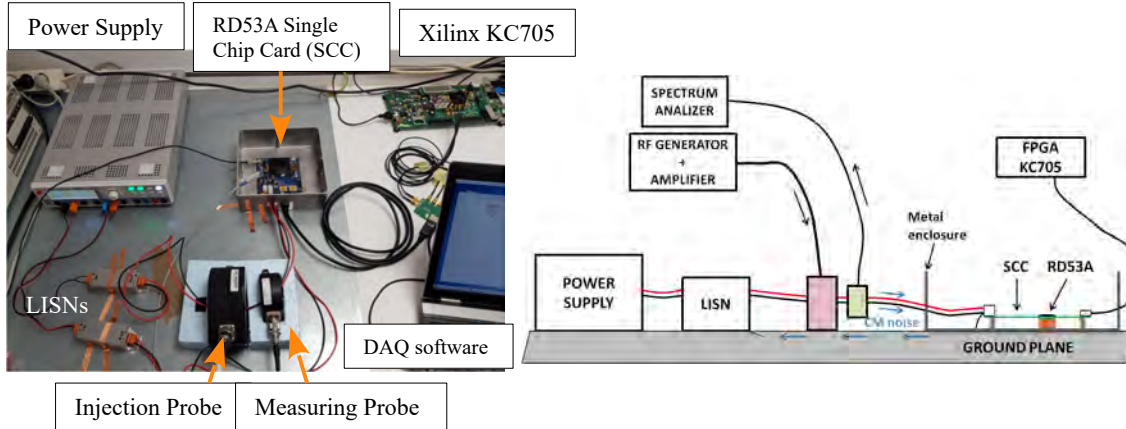 Power Supply
RD53A Single
Chip Card (SCC)
Xilinx KC705
LISNs
DAQ software
Injection Probe
Measuring Probe
SPECTRUM
ANALIZER
RF GENERATOR
+
AMPLIFIER
FPGA
KC705
Metal
enclosure
SCC
RD53A
POWER
SUPPLY
LISN
CM noise
GROUND PLANE